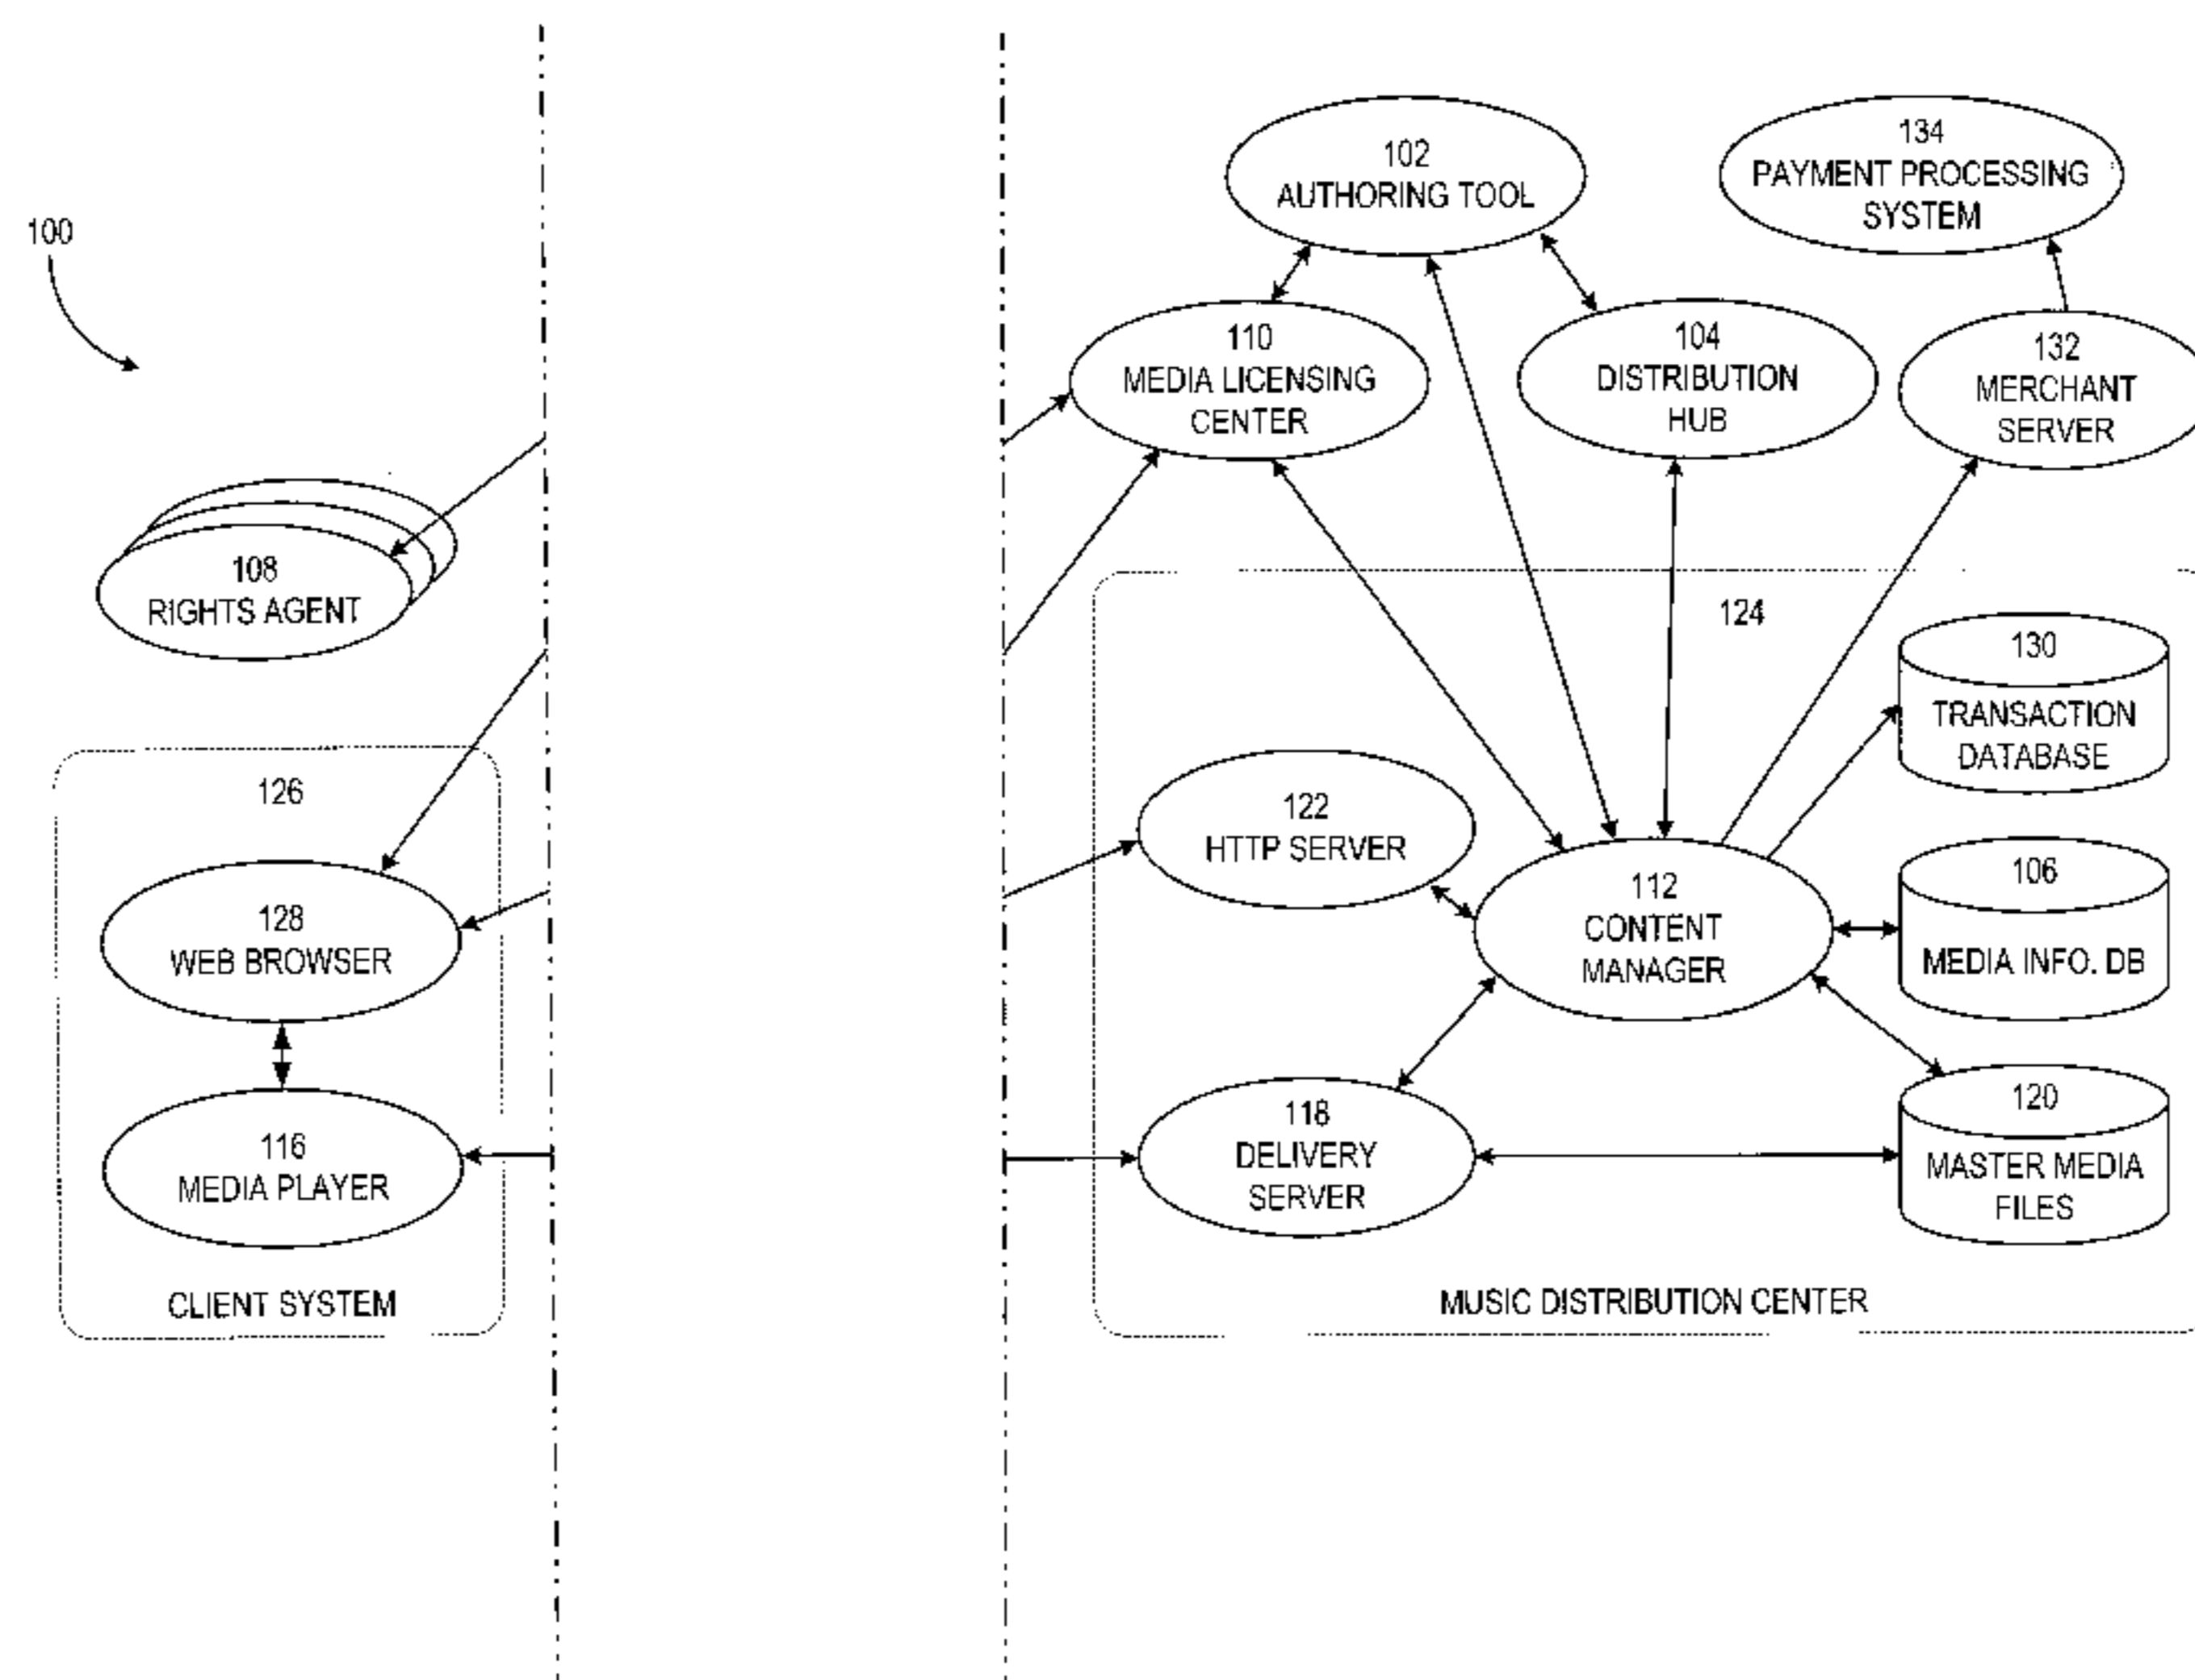 100
102
AUTHORING TOOL
134
PAYMENT PROCESSING
SYSTEM
110
MEDIA LICENSING
CENTER
104
DISTRIBUTION
HUB
132
MERCHANT
SERVER
108
RIGHTS AGENT
124
130
TRANSACTION
DATABASE
126
122
HTTP SERVER
128
WEB BROWSER
112
CONTENT
MANAGER
106
MEDIA INFO. DB
116
MEDIA PLAYER
118
DELIVERY
SERVER
120
MASTER MEDIA
FILES
CLIENT SYSTEM
MUSIC DISTRIBUTION CENTER